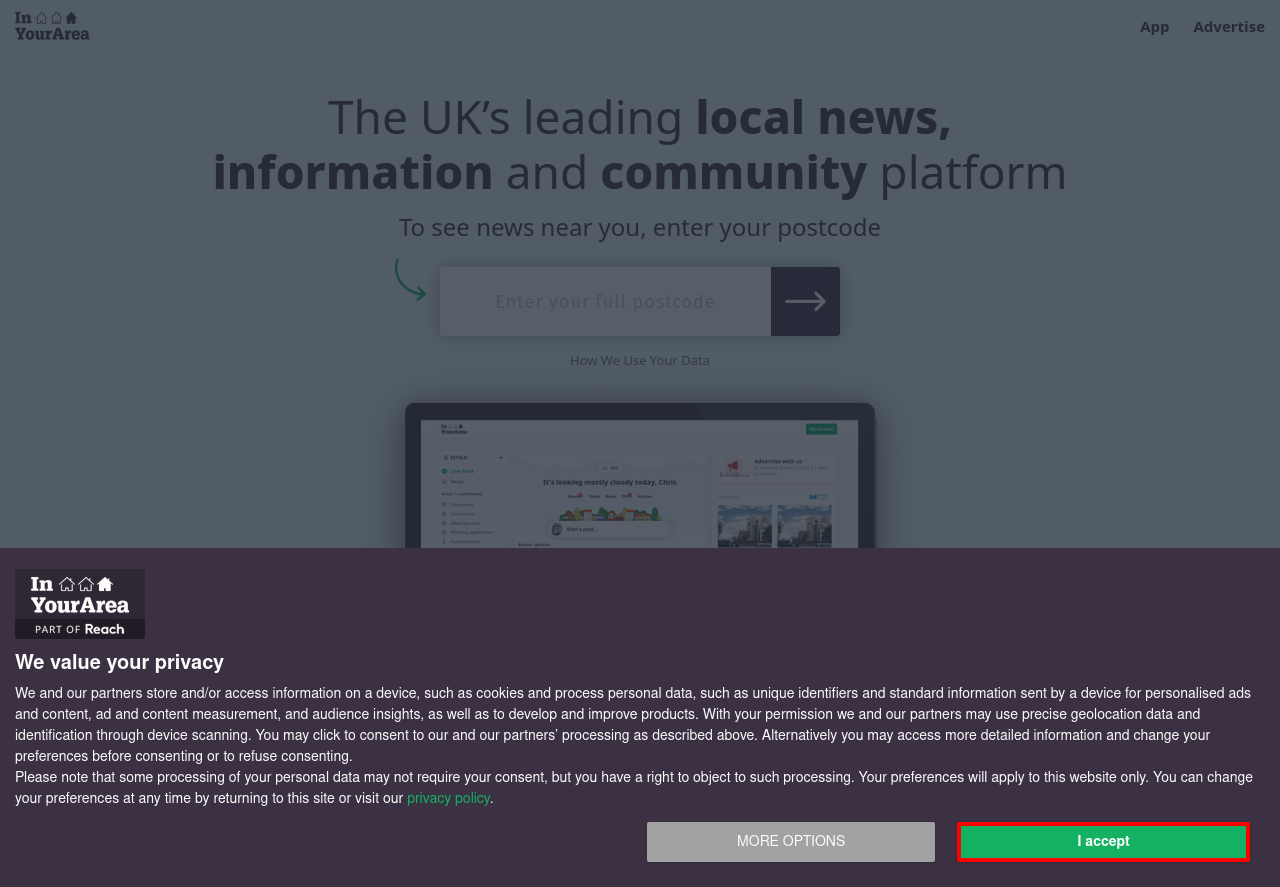 In
YourArea
App
Advertise
The UK’s leading local news,
information and community platform
To see news near you, enter your postcode
Enter your full postcode
How We Use Your Data
In
YourArea
Live Feed
Advertise with us
It's looking mostly cloudy today, Chris
Start a post...
In
YourArea
PART OF Reach
We value your privacy
We and our partners store and/or access information on a device, such as cookies and process personal data, such as unique identifiers and standard information sent by a device for personalised ads
and content, ad and content measurement, and audience insights, as well as to develop and improve products. With your permission we and our partners may use precise geolocation data and
identification through device scanning. You may click to consent to our and our partners’ processing as described above. Alternatively you may access more detailed information and change your
preferences before consenting or to refuse consenting.
Please note that some processing of your personal data may not require your consent, but you have a right to object to such processing. Your preferences will apply to this website only. You can change
your preferences at any time by returning to this site or visit our privacy policy.
MORE OPTIONS
I accept